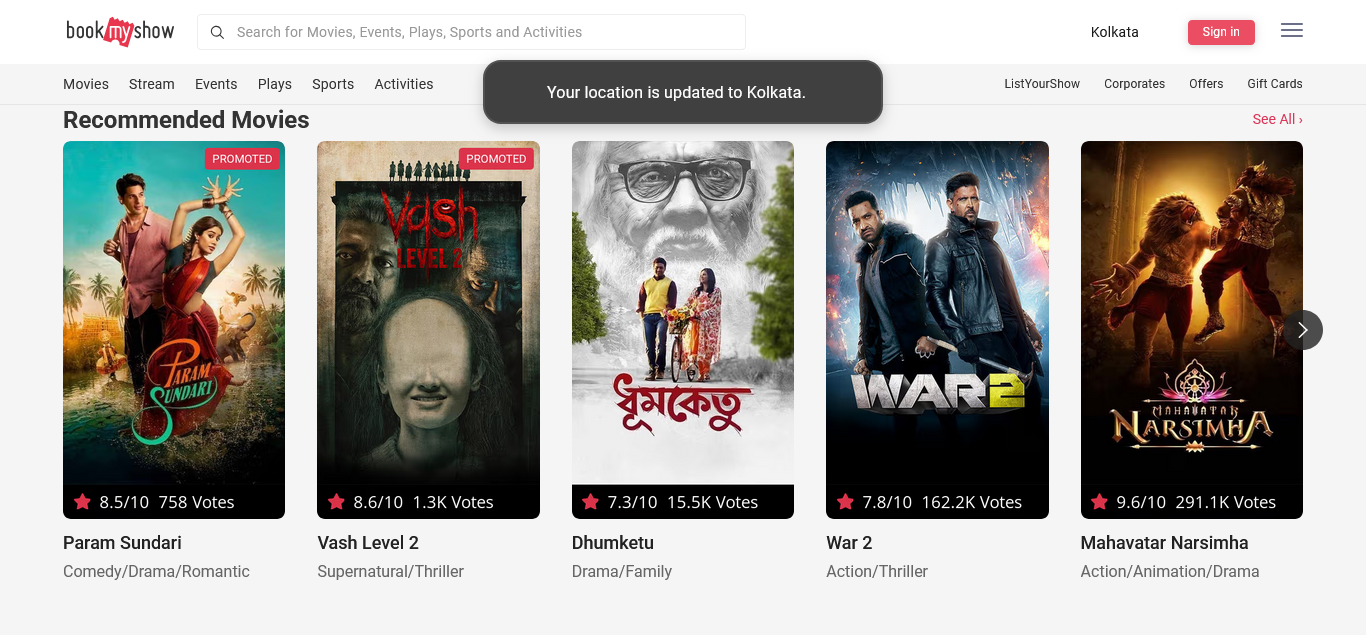 book my show
Search for Movies, Events, Plays, Sports and Activities
Kolkata
Sign in
Movies
Stream
Events
Plays
Sports
Activities
Your location is updated to Kolkata.
ListYourShow
Corporates
Offers
Gift Cards
Recommended Movies
See All ›
PROMOTED
PARAM
SUNDARI
8.5/10 758 Votes
Param Sundari
Comedy/Drama/Romantic
PROMOTED
Vash
LEVEL 2
8.6/10 1.3K Votes
Vash Level 2
Supernatural/Thriller
ধূমকেতু
7.3/10 15.5K Votes
Dhumketu
Drama/Family
WAR2
7.8/10 162.2K Votes
War 2
Action/Thriller
MAHAVATAR
NARSIMHA
9.6/10 291.1K Votes
Mahavatar Narsimha
Action/Animation/Drama